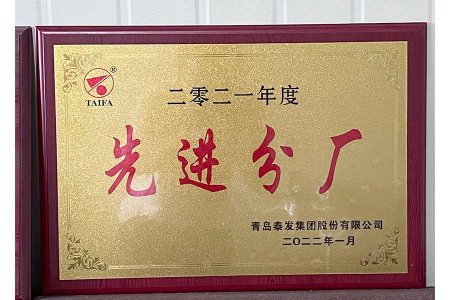 TAIFA
®
二零二一年度
先进分厂
青岛泰发集团股份有限公司
二〇二二年一月